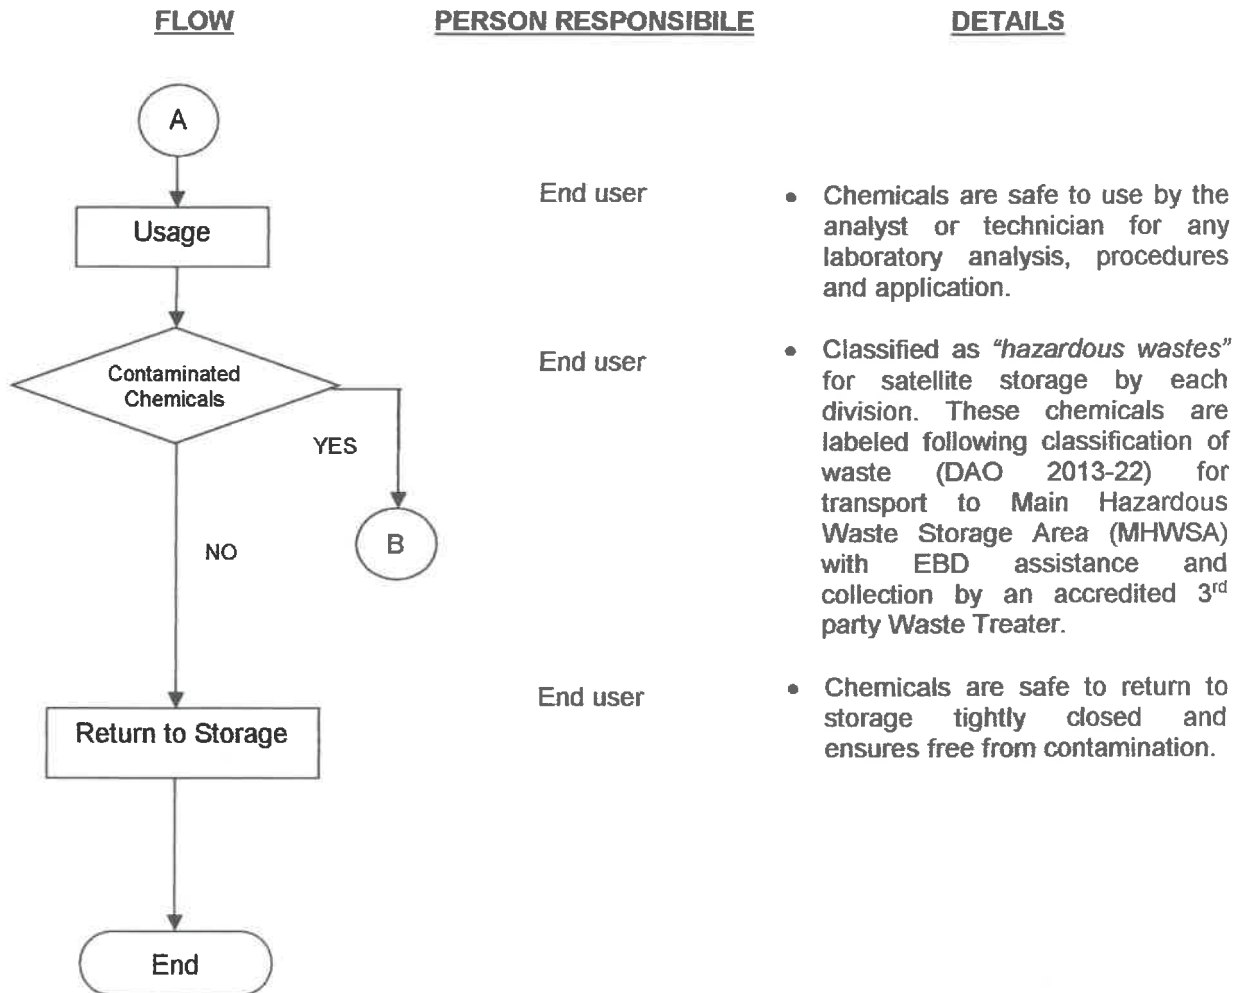 FLOW PERSON RESPONSIBILE DETAILS
A
Usage
End user
• Chemicals are safe to use by the
analyst or technician for any
laboratory analysis, procedures
and application.
Contaminated
Chemicals
YES
NO
B
End user
• Classified as “hazardous wastes”
for satellite storage by each
division. These chemicals are
labeled following classification of
waste (DAO 2013-22) for
transport to Main Hazardous
Waste Storage Area (MHWSA)
with EBD assistance and
collection by an accredited 3rd
party Waste Treater.
Return to Storage
End user
• Chemicals are safe to return to
storage tightly closed and
ensures free from contamination.
End